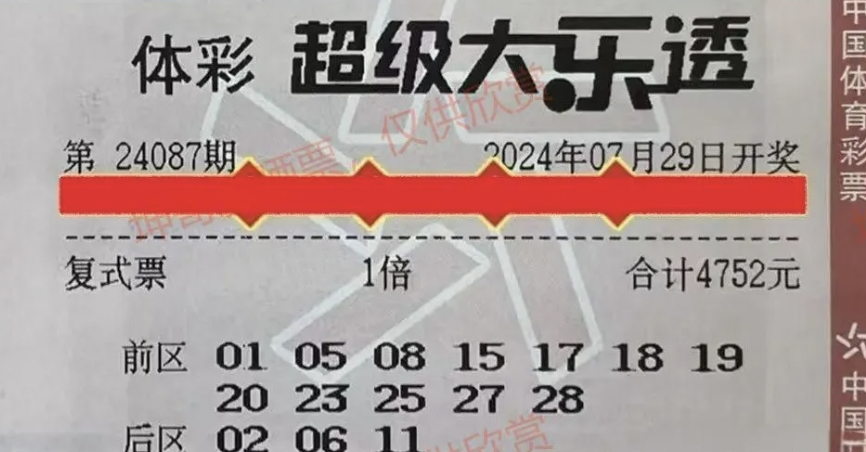 体彩 超级大乐透
第 24087期 2024年07月29日开奖
复式票 1倍 合计4752元
前区 01 05 08 15 17 18 19
20 23 25 27 28
后区 02 06 11
仅供欣赏
中国体育彩票
中国